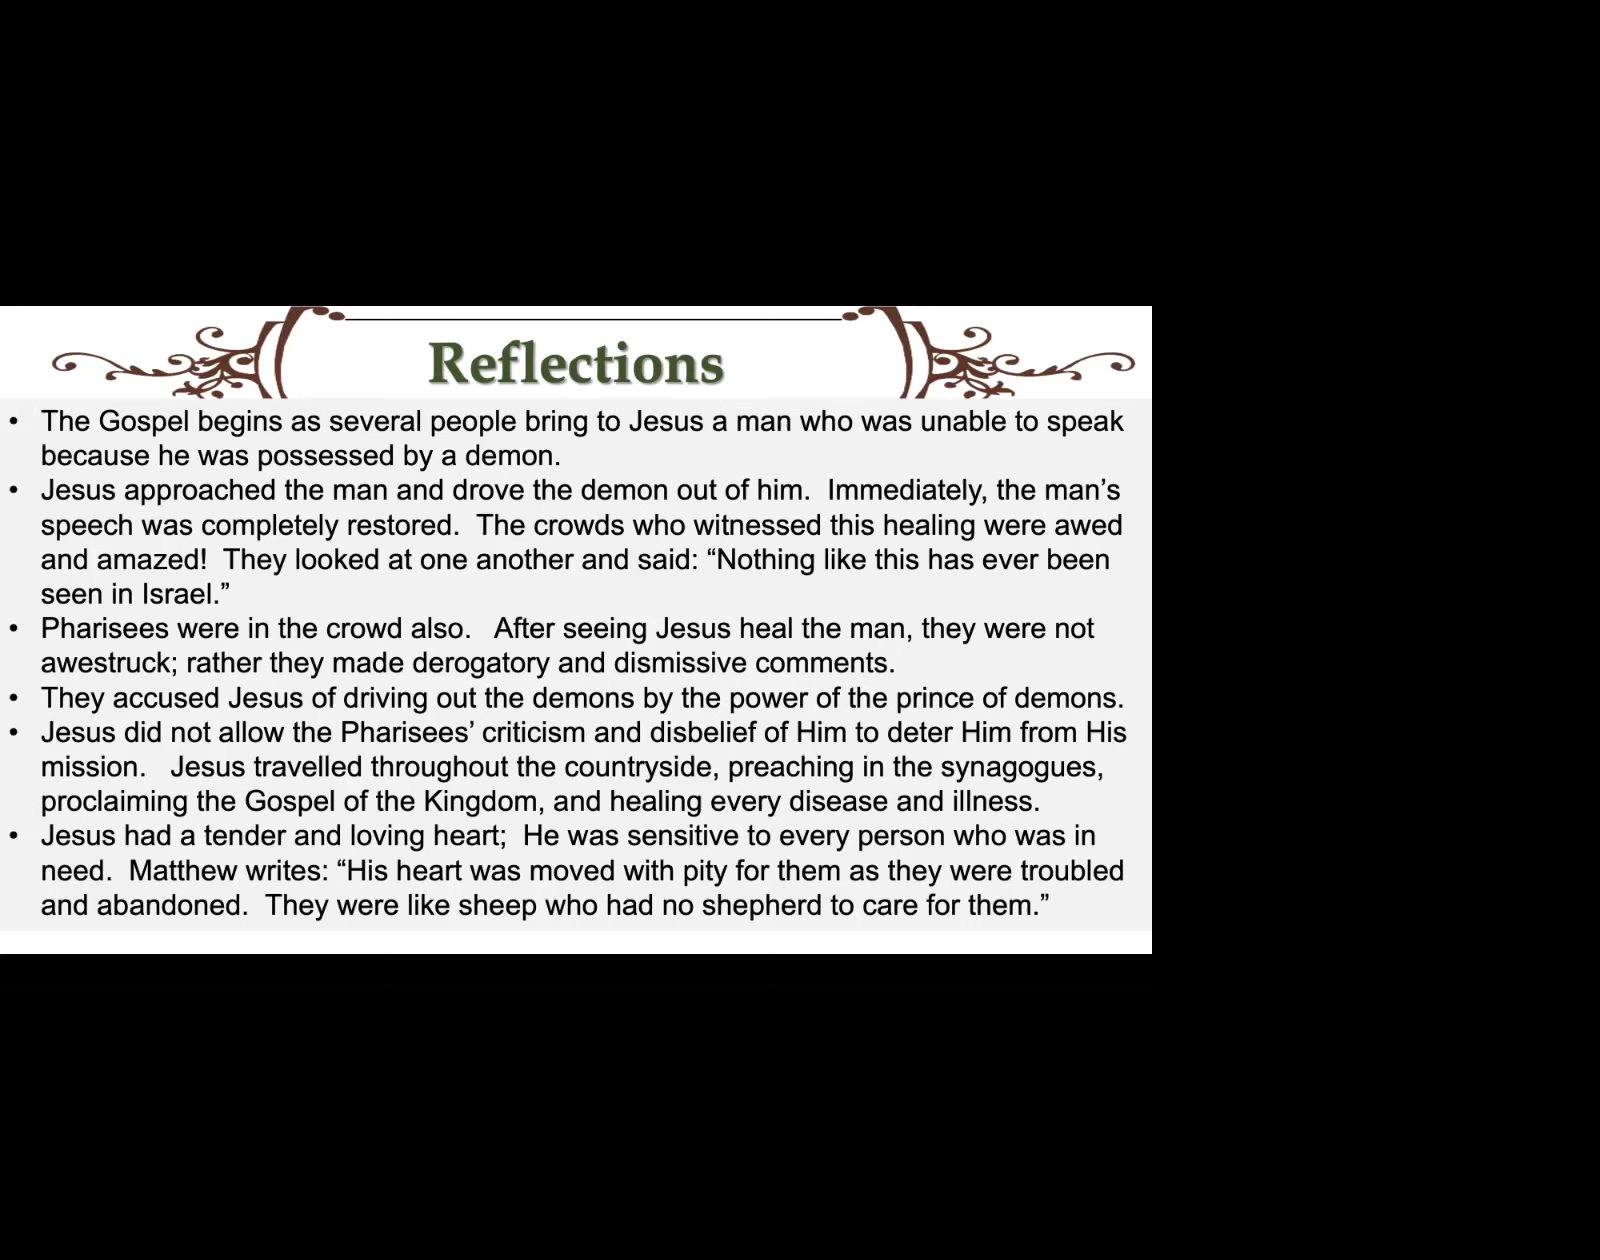 Reflections
• The Gospel begins as several people bring to Jesus a man who was unable to speak
because he was possessed by a demon.
• Jesus approached the man and drove the demon out of him.  Immediately, the man’s
speech was completely restored.  The crowds who witnessed this healing were awed
and amazed!  They looked at one another and said: “Nothing like this has ever been
seen in Israel.”
• Pharisees were in the crowd also.   After seeing Jesus heal the man, they were not
awestruck; rather they made derogatory and dismissive comments.
• They accused Jesus of driving out the demons by the power of the prince of demons.
• Jesus did not allow the Pharisees’ criticism and disbelief of Him to deter Him from His
mission.   Jesus travelled throughout the countryside, preaching in the synagogues,
proclaiming the Gospel of the Kingdom, and healing every disease and illness.
• Jesus had a tender and loving heart;  He was sensitive to every person who was in
need.  Matthew writes: “His heart was moved with pity for them as they were troubled
and abandoned.  They were like sheep who had no shepherd to care for them.”